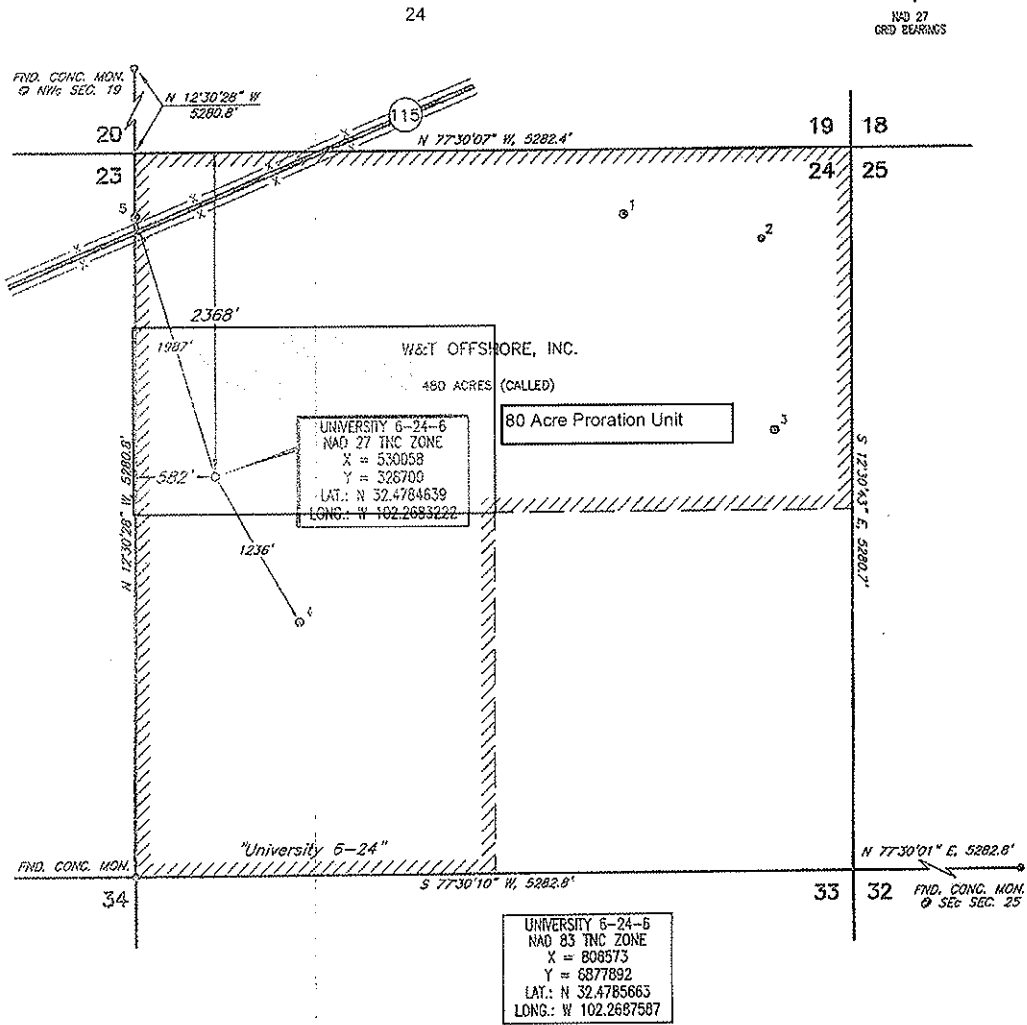 24
NAD 27
GRID BEARINGS
FND. CONC. MON.
@ NWc SEC. 19
N 12'30'28" W
5280.8'
115
N 77'30'07" W, 5282.4'
20
19
18
23
24
25
5
1
2
2368'
1987'
W&T OFFSHORE, INC.
480 ACRES (CALLED)
80 Acre Proration Unit
3
UNIVERSITY 6-24-6
NAD 27 TNC ZONE
X = 530058
Y = 328700
LAT.: N 32.4784639
LONG.: W 102.2683222
582'
N 12'30'28" W, 5280.8'
S 12'30'43" E, 5280.7'
1236'
"University 6-24"
FND. CONC. MON.
S 77'30'10" W, 5282.8'
N 77'30'01" E, 5282.8'
34
33
32
FND. CONC. MON.
@ SEc SEC. 25
UNIVERSITY 6-24-6
NAD 83 TNC ZONE
X = 808573
Y = 6877892
LAT.: N 32.4785663
LONG.: W 102.2687587